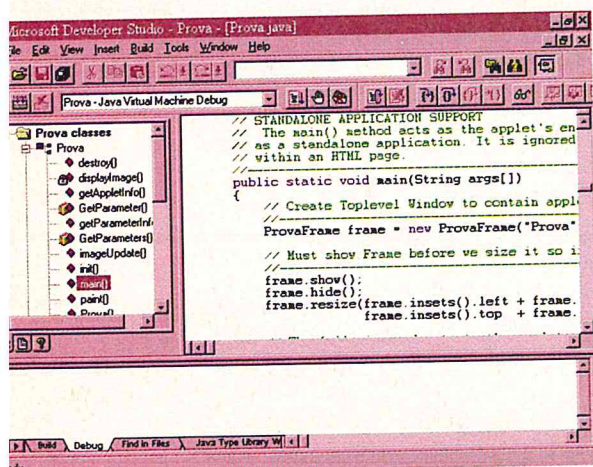 Microsoft Developer Studio - Prova - [Prova.java]
File Edit View Insert Build Tools Window Help
Prova - Java Virtual Machine Debug
Prova classes
Prova
destroy()
displayImage()
getAppletInfo()
GetParameter()
getParameterInf
GetParameters()
imageUpdate()
init()
main()
paint()
Prova()
// STANDALONE APPLICATION SUPPORT
// The main() method acts as the applet's en
// as a standalone application. It is ignored
// within an HTML page.
//
public static void main(String args[])
{
// Create Toplevel Window to contain appl
//
ProvaFrame frame = new ProvaFrame("Prova"
// Must show Frame before we size it so i
//
frame.show();
frame.hide();
frame.resize(frame.insets().left + frame.
frame.insets().top + frame.
Build Debug Find in Files Java Type Library W